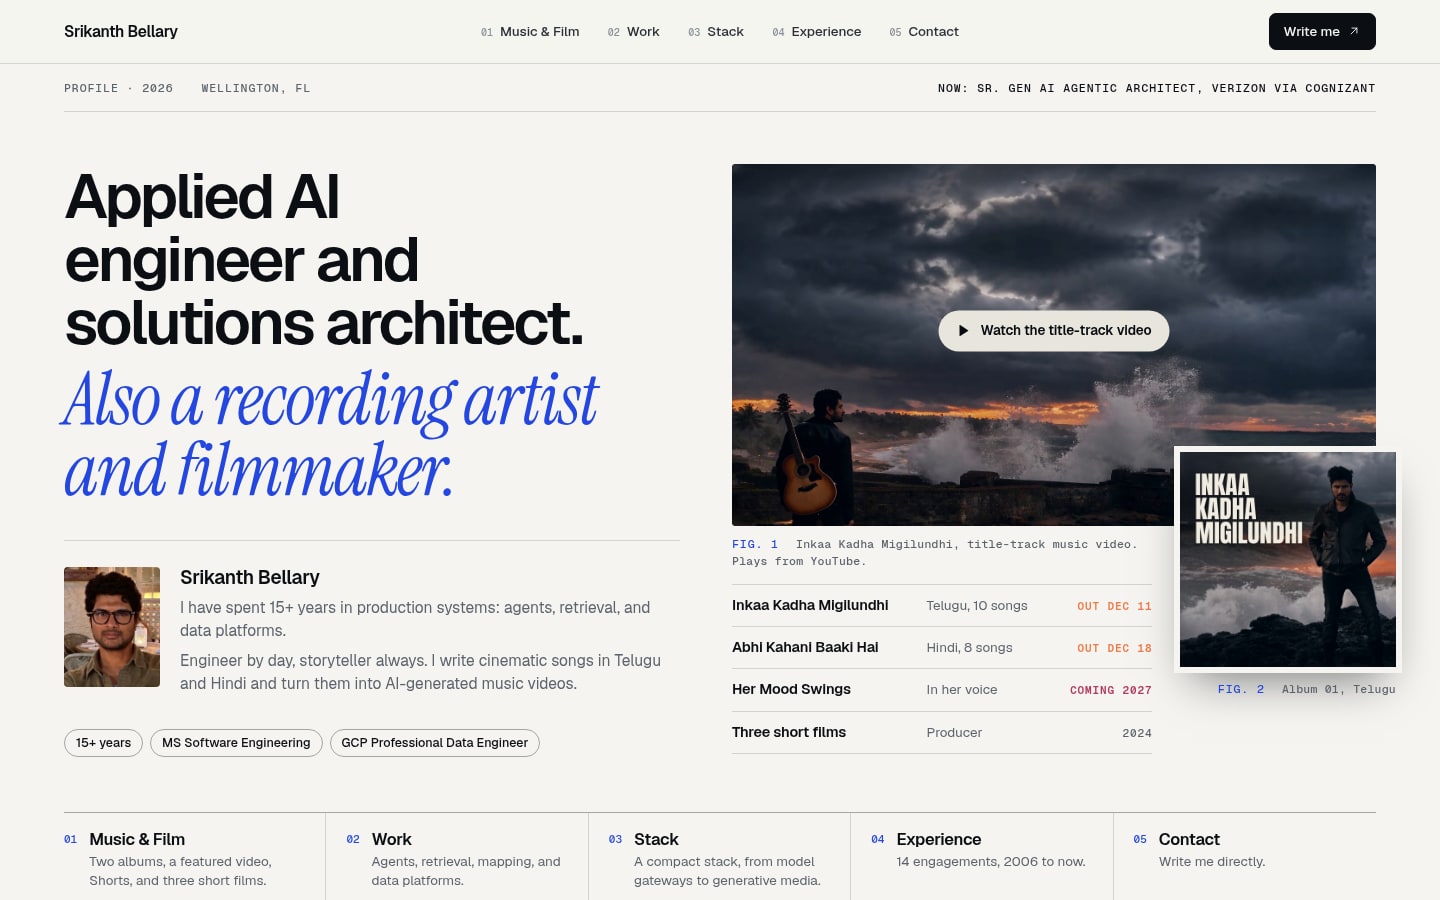 Srikanth Bellary
01 Music & Film
02 Work
03 Stack
04 Experience
05 Contact
Write me ↗
PROFILE · 2026 WELLINGTON, FL
NOW: SR. GEN AI AGENTIC ARCHITECT, VERIZON VIA COGNIZANT
Applied AI
engineer and
solutions architect.
Also a recording artist
and filmmaker.
Srikanth Bellary
I have spent 15+ years in production systems: agents, retrieval, and
data platforms.
Engineer by day, storyteller always. I write cinematic songs in Telugu
and Hindi and turn them into AI-generated music videos.
15+ years
MS Software Engineering
GCP Professional Data Engineer
Watch the title-track video
FIG. 1 Inkaa Kadha Migilundhi, title-track music video.
Plays from YouTube.
Inkaa Kadha Migilundhi Telugu, 10 songs OUT DEC 11
Abhi Kahani Baaki Hai Hindi, 8 songs OUT DEC 18
Her Mood Swings In her voice COMING 2027
Three short films Producer 2024
INKAA
KADHA
MIGILUNDHI
FIG. 2 Album 01, Telugu
01 Music & Film
Two albums, a featured video,
Shorts, and three short films.
02 Work
Agents, retrieval, mapping, and
data platforms.
03 Stack
A compact stack, from model
gateways to generative media.
04 Experience
14 engagements, 2006 to now.
05 Contact
Write me directly.